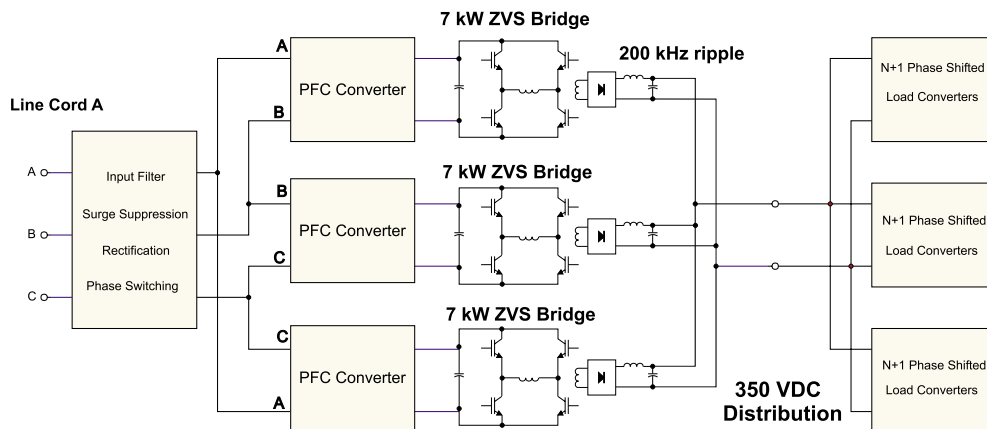 7 kW ZVS Bridge
200 kHz ripple
A
PFC Converter
B
N+1 Phase Shifted
Load Converters
Line Cord A
A
B
C
Input Filter
Surge Suppression
Rectification
Phase Switching
7 kW ZVS Bridge
B
PFC Converter
C
N+1 Phase Shifted
Load Converters
7 kW ZVS Bridge
C
PFC Converter
A
350 VDC
Distribution
N+1 Phase Shifted
Load Converters